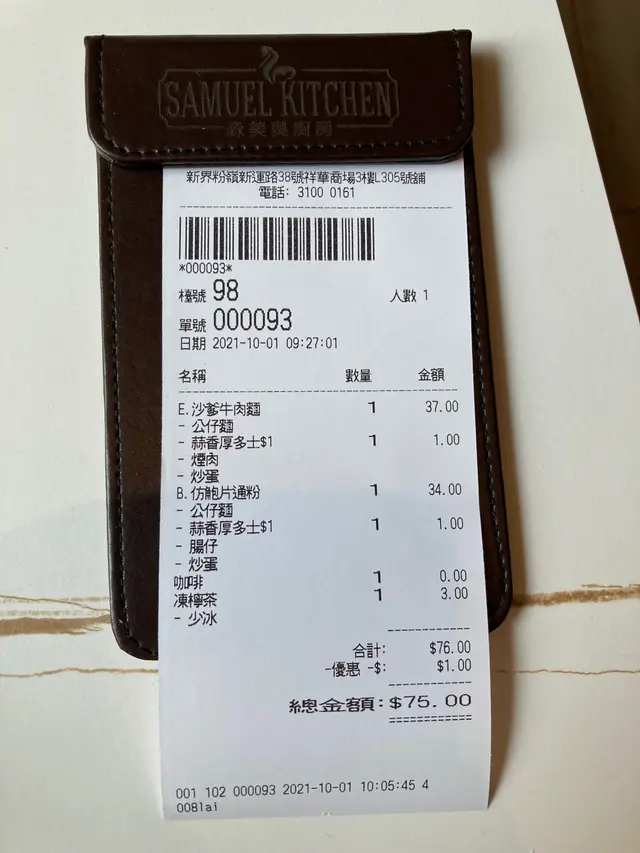 SAMUEL KITCHEN
森美奧廚房
新界粉嶺新運路38號祥華商場3樓L305號舖
電話: 3100 0161
*000093*
檯號 98 人數 1
單號 000093
日期 2021-10-01 09:27:01
名稱 數量 金額
E.沙爹牛肉麵 1 37.00
- 公仔麵
- 蒜香厚多士$1 1 1.00
- 煙肉
- 炒蛋
B.仿鮑片通粉 1 34.00
- 公仔麵
- 蒜香厚多士$1 1 1.00
- 腸仔
- 炒蛋
咖啡 1 0.00
凍檸茶 1 3.00
- 少冰
合計: $76.00
-優惠 -$: $1.00
總金額: $75.00
001 102 000093 2021-10-01 10:05:45 4
008lai